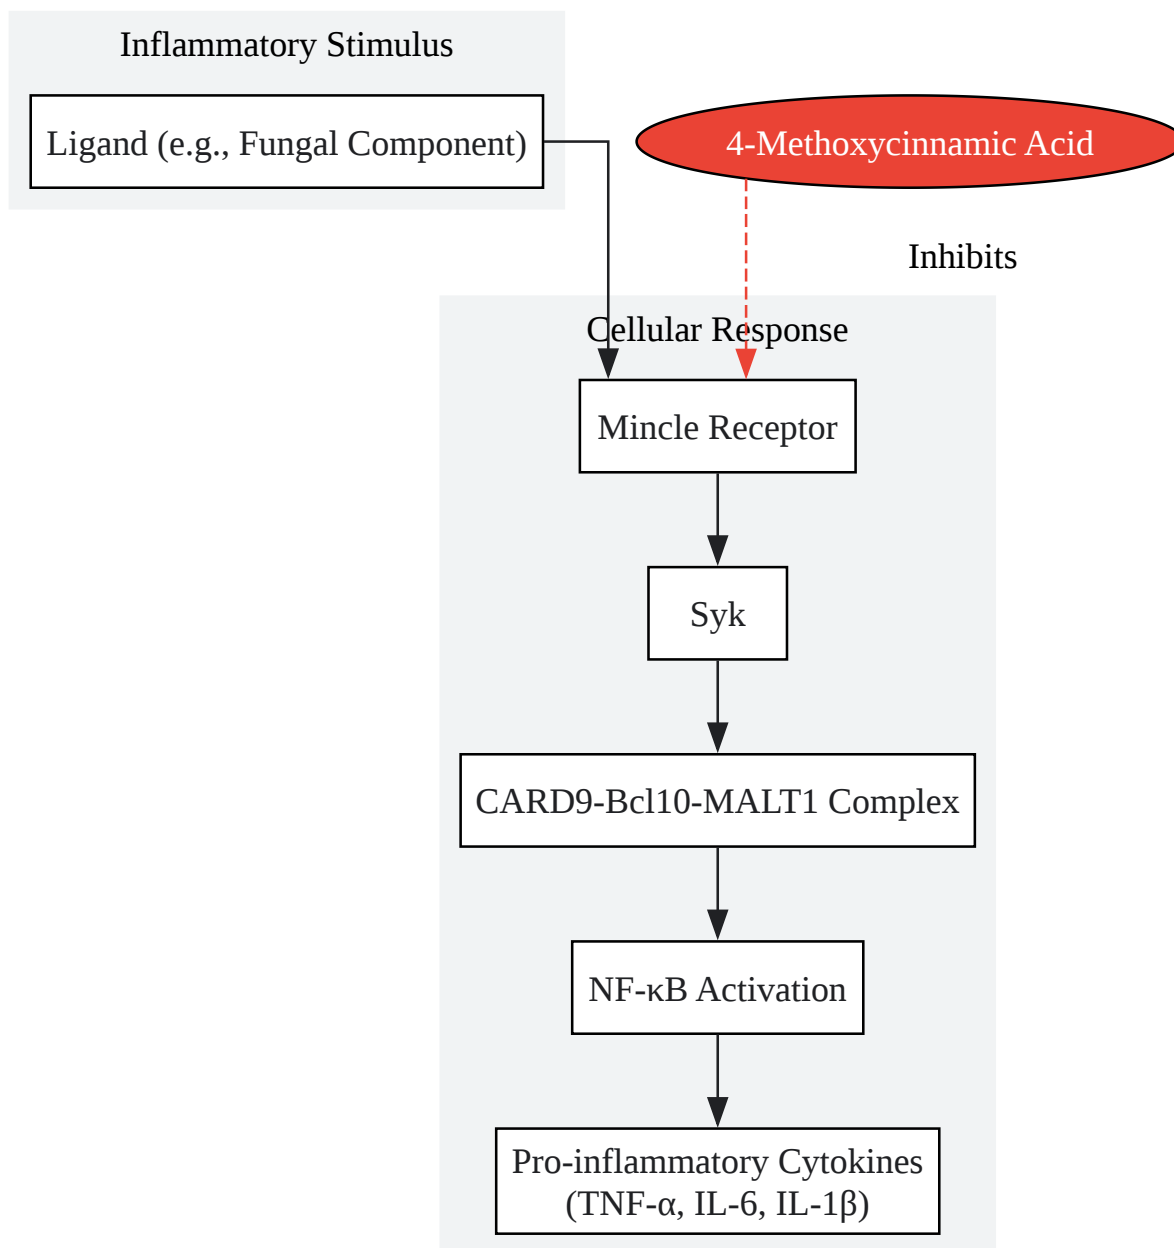 Inflammatory Stimulus
Ligand (e.g., Fungal Component)
4-Methoxycinnamic Acid
Inhibits
Cellular Response
Mincle Receptor
Syk
CARD9-Bcl10-MALT1 Complex
NF-κB Activation
Pro-inflammatory Cytokines
(TNF-α, IL-6, IL-1β)